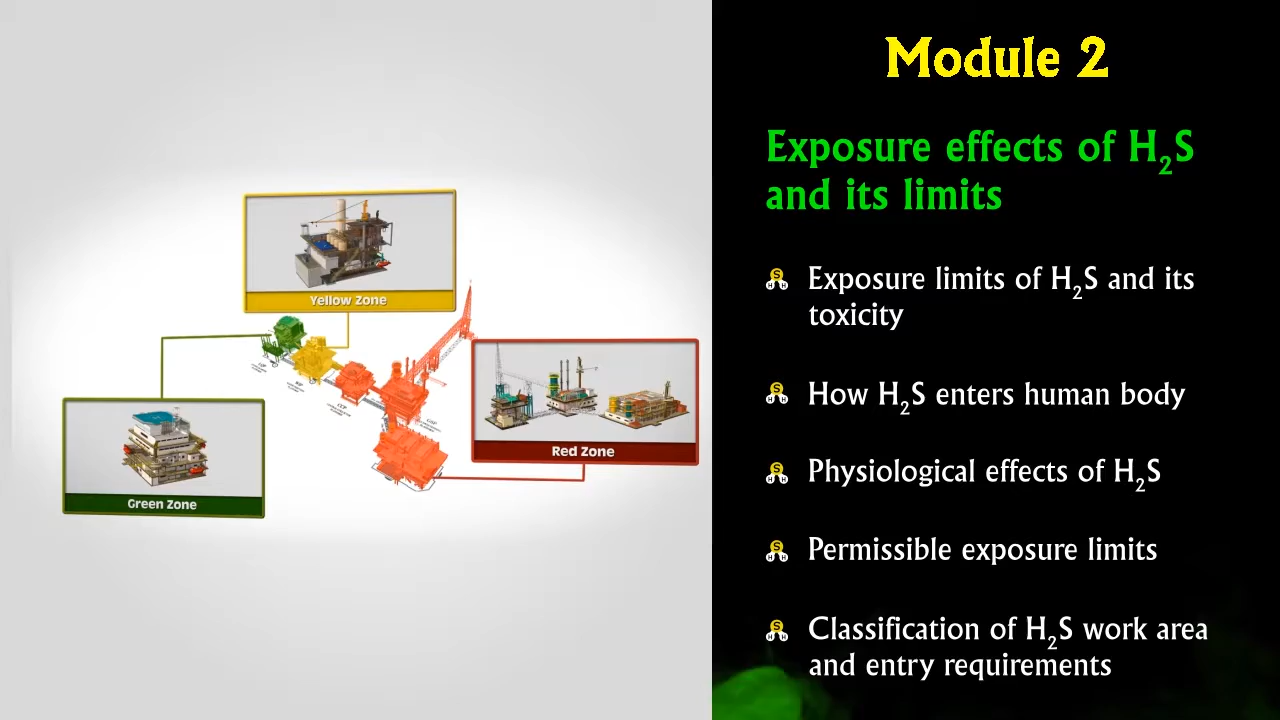 Module 2
Exposure effects of H₂S
and its limits
Exposure limits of H₂S and its
toxicity
How H₂S enters human body
Physiological effects of H₂S
Permissible exposure limits
Classification of H₂S work area
and entry requirements
Yellow Zone
Red Zone
Green Zone